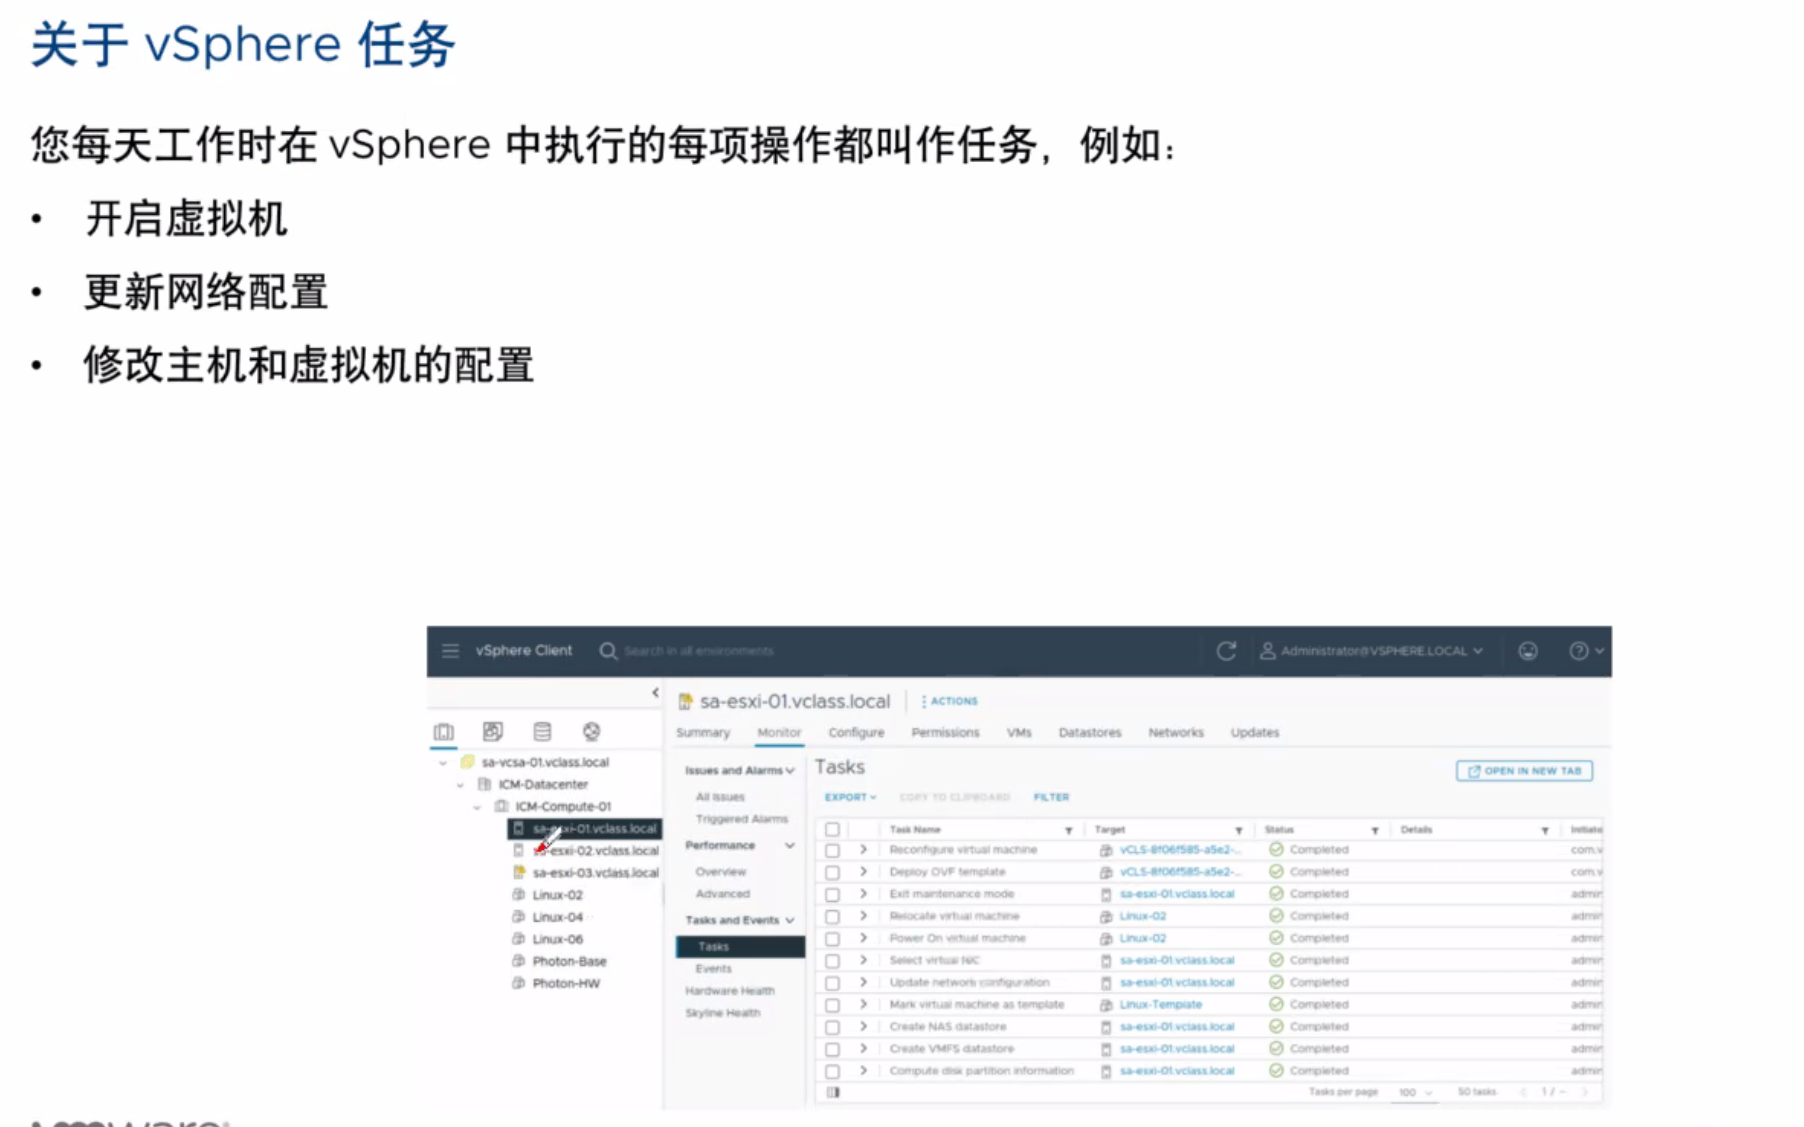 关于 vSphere 任务
您每天工作时在 vSphere 中执行的每项操作都叫作任务，例如：
• 开启虚拟机
• 更新网络配置
• 修改主机和虚拟机的配置
vSphere Client
Search in all environments
Administrator@VSPHERE.LOCAL
sa-esxi-01.vclass.local
ACTIONS
Summary Monitor Configure Permissions VMs Datastores Networks Updates
sa-vcsa-01.vclass.local
ICM-Datacenter
ICM-Compute-01
sa-esxi-01.vclass.local
sa-esxi-02.vclass.local
sa-esxi-03.vclass.local
Linux-02
Linux-04
Linux-06
Photon-Base
Photon-HW
Issues and Alarms
All Issues
Triggered Alarms
Performance
Overview
Advanced
Tasks and Events
Tasks
Events
Hardware Health
Skyline Health
Tasks
OPEN IN NEW TAB
EXPORT COPY TO CLIPBOARD FILTER
Task Name Target Status Details Initiato
Reconfigure virtual machine vCLS-8f06f585-a5e2-... Completed com.v
Deploy OVF template vCLS-8f06f585-a5e2-... Completed com.v
Exit maintenance mode sa-esxi-01.vclass.local Completed admin
Relocate virtual machine Linux-02 Completed admin
Power On virtual machine Linux-02 Completed admin
Select virtual NIC sa-esxi-01.vclass.local Completed admin
Update network configuration sa-esxi-01.vclass.local Completed admin
Mark virtual machine as template Linux-Template Completed admin
Create NAS datastore sa-esxi-01.vclass.local Completed admin
Create VMFS datastore sa-esxi-01.vclass.local Completed admin
Compute disk partition information sa-esxi-01.vclass.local Completed admin
Tasks per page 100 50 tasks 1 /
vmware